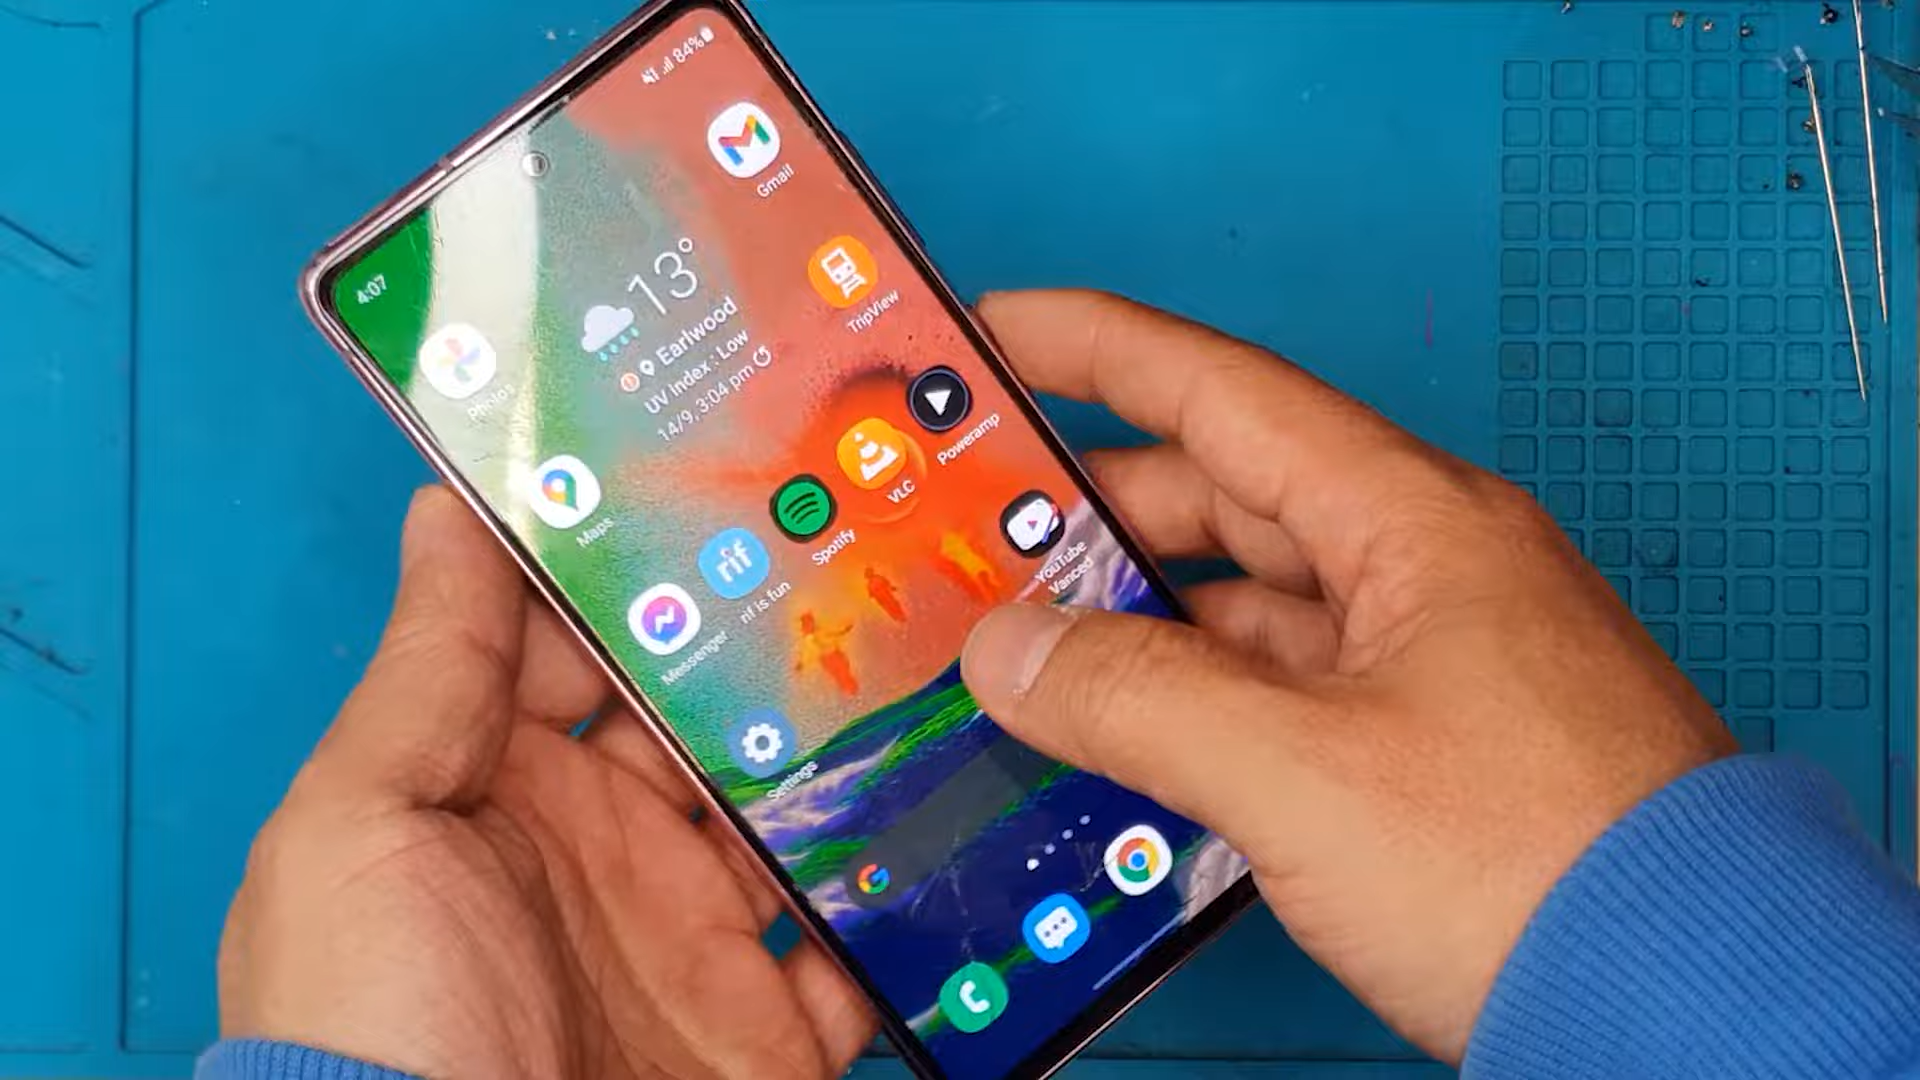 4:07
84%
13°
Earlwood
UV index : Low
14/9, 3:04 pm
Gmail
TripView
Photos
Maps
Messenger
rif
rif is fun
Spotify
VLC
Poweramp
YouTube
Vanced
Settings